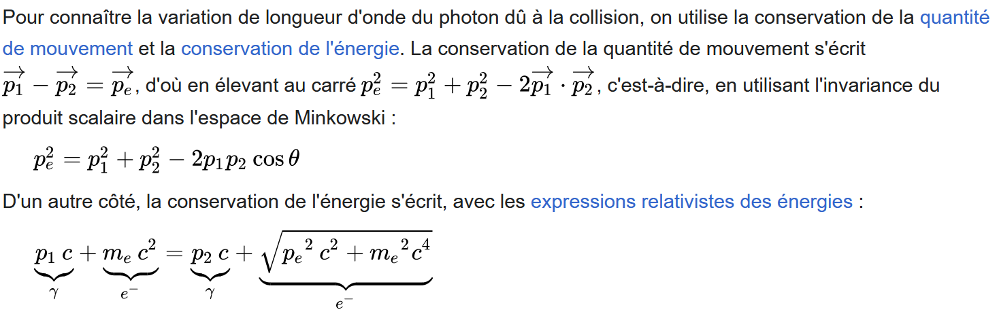 Pour connaître la variation de longueur d'onde du photon dû à la collision, on utilise la conservation de la quantité
de mouvement et la conservation de l'énergie. La conservation de la quantité de mouvement s'écrit
$\overrightarrow{p_1} - \overrightarrow{p_2} = \overrightarrow{p_e}$, d'où en élevant au carré $p_e^2 = p_1^2 + p_2^2 - 2\overrightarrow{p_1} \cdot \overrightarrow{p_2}$, c'est-à-dire, en utilisant l'invariance du
produit scalaire dans l'espace de Minkowski :
$p_e^2 = p_1^2 + p_2^2 - 2p_1p_2 \cos\theta$
D'un autre côté, la conservation de l'énergie s'écrit, avec les expressions relativistes des énergies :
$\underbrace{p_1\,c}_{\gamma} + \underbrace{m_e\,c^2}_{e^-} = \underbrace{p_2\,c}_{\gamma} + \underbrace{\sqrt{{p_e}^2\,c^2 + {m_e}^2c^4}}_{e^-}$